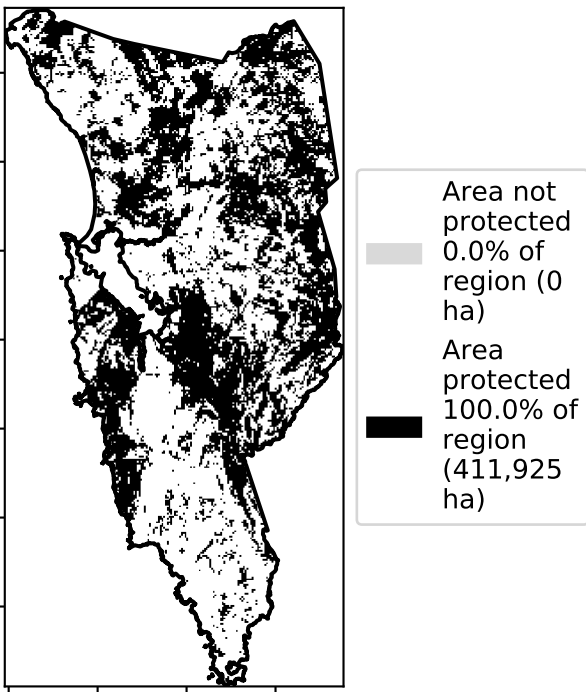 Area not
protected
0.0% of
region (0
ha)
Area
protected
100.0% of
region
(411,925
ha)